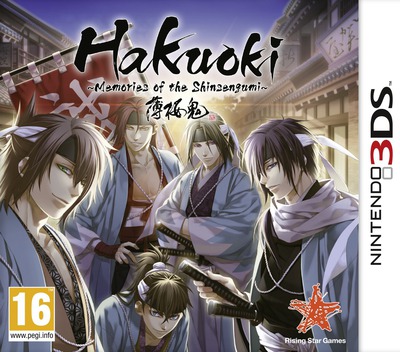 Hakuoki
~Memories of the Shinsengumi~
薄桜鬼
NINTENDO 3DS
16
www.pegi.info
Rising Star Games